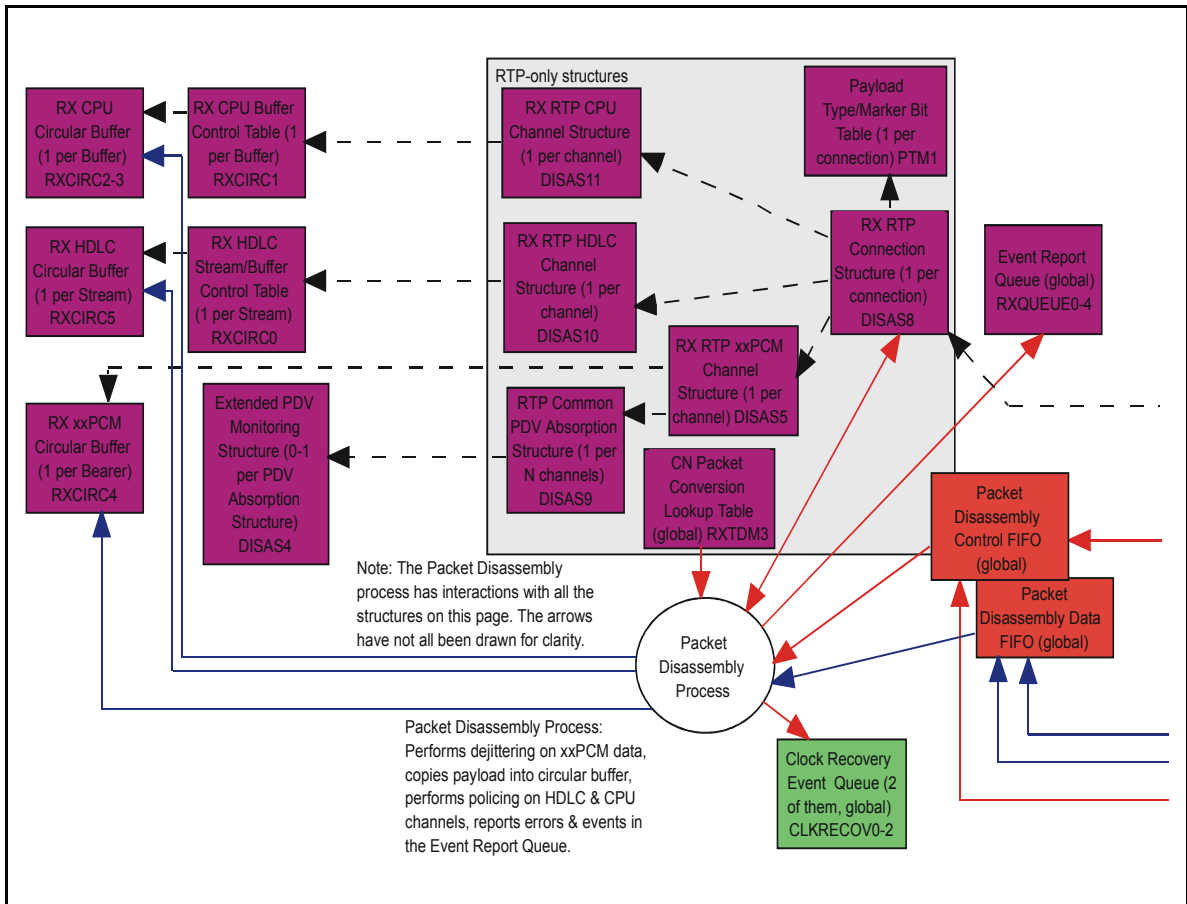 RTP-only structures
RX CPU
Circular Buffer
(1 per Buffer)
RXCIRC2-3
RX CPU Buffer
Control Table (1
per Buffer)
RXCIRC1
RX RTP CPU
Channel Structure
(1 per channel)
DISAS11
Payload
Type/Marker Bit
Table (1 per
connection) PTM1
RX HDLC
Circular Buffer
(1 per Stream)
RXCIRC5
RX HDLC
Stream/Buffer
Control Table
(1 per Stream)
RXCIRC0
RX RTP HDLC
Channel
Structure (1 per
channel)
DISAS10
RX RTP
Connection
Structure (1 per
connection)
DISAS8
Event Report
Queue (global)
RXQUEUE0-4
RX RTP xxPCM
Channel
Structure (1 per
channel) DISAS5
RX xxPCM
Circular Buffer
(1 per Bearer)
RXCIRC4
Extended PDV
Monitoring
Structure (0-1
per PDV
Absorption
Structure)
DISAS4
RTP Common
PDV Absorption
Structure (1 per
N channels)
DISAS9
CN Packet
Conversion
Lookup Table
(global) RXTDM3
Packet
Disassembly
Control FIFO
(global)
Packet
Disassembly Data
FIFO (global)
Note: The Packet Disassembly
process has interactions with all the
structures on this page. The arrows
have not all been drawn for clarity.
Packet
Disassembly
Process
Packet Disassembly Process:
Performs dejittering on xxPCM data,
copies payload into circular buffer,
performs policing on HDLC & CPU
channels, reports errors & events in
the Event Report Queue.
Clock Recovery
Event Queue (2
of them, global)
CLKRECOV0-2